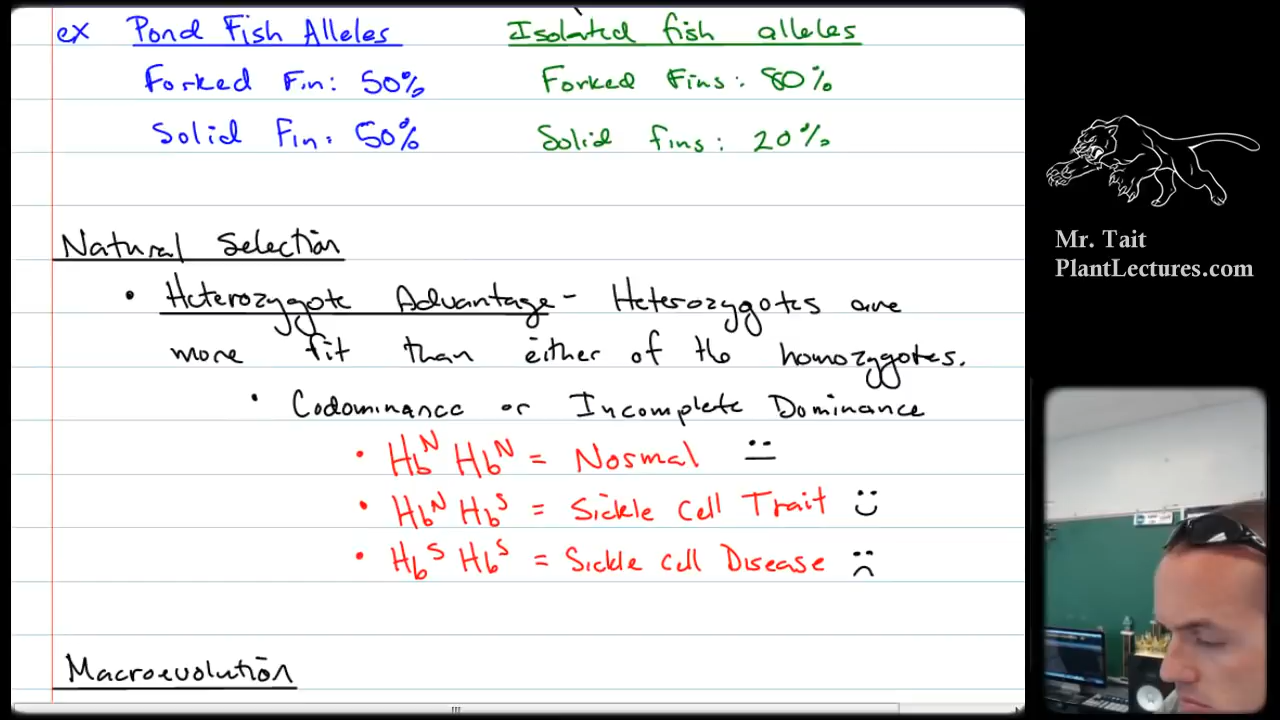 ex Pond Fish Alleles
Isolated fish alleles
Forked Fin: 50%
Forked Fins: 80%
Solid Fin: 50%
Solid fins: 20%
Natural Selection
• Heterozygote Advantage - Heterozygotes are
more fit than either of the homozygotes.
• Codominance or Incomplete Dominance
• Hb^N Hb^N = Normal
• Hb^N Hb^S = Sickle Cell Trait
• Hb^S Hb^S = Sickle Cell Disease
Macroevolution
Mr. Tait
PlantLectures.com